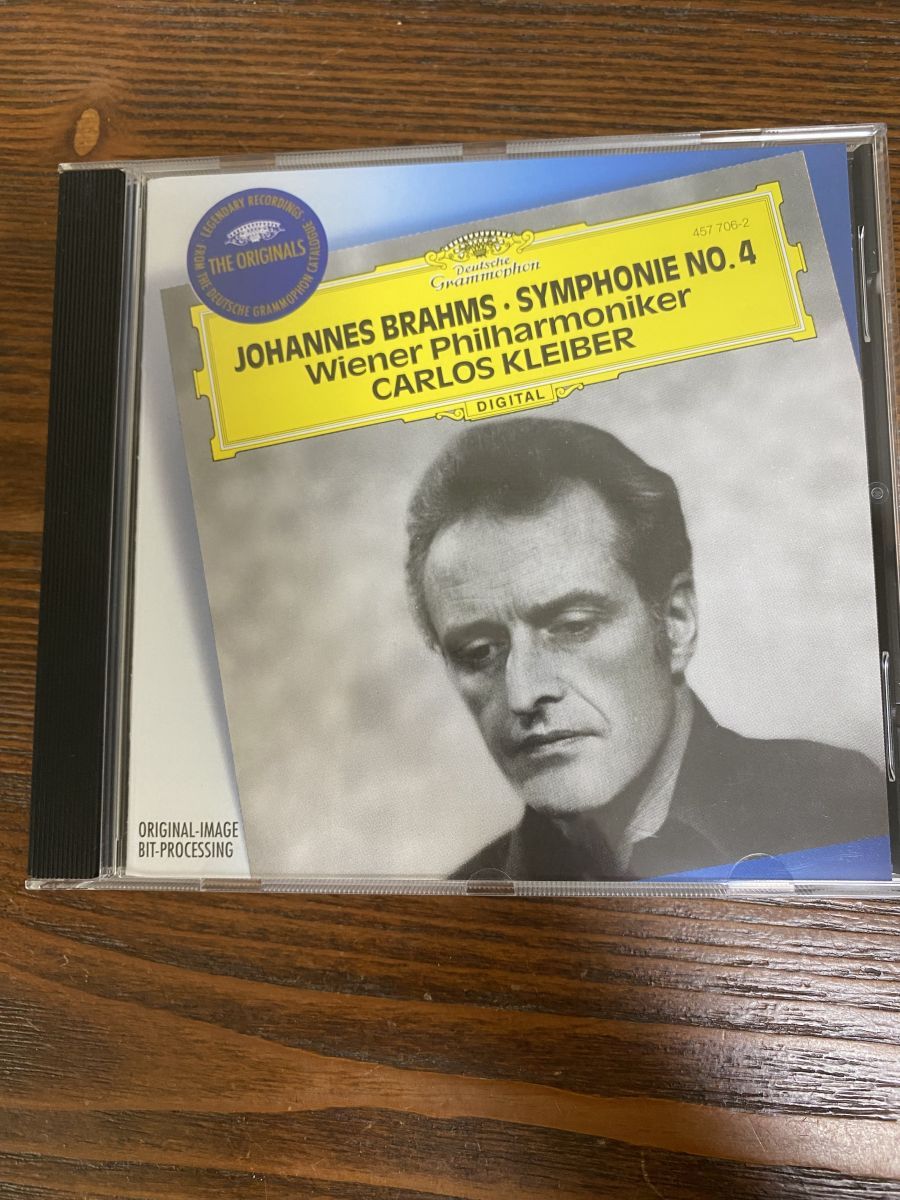 LEGENDARY RECORDINGS
THE ORIGINALS
FROM THE DEUTSCHE GRAMMOPHON CATALOGUE
457 706-2
Deutsche
Grammophon
JOHANNES BRAHMS · SYMPHONIE NO. 4
Wiener Philharmoniker
CARLOS KLEIBER
DIGITAL
ORIGINAL-IMAGE
BIT-PROCESSING